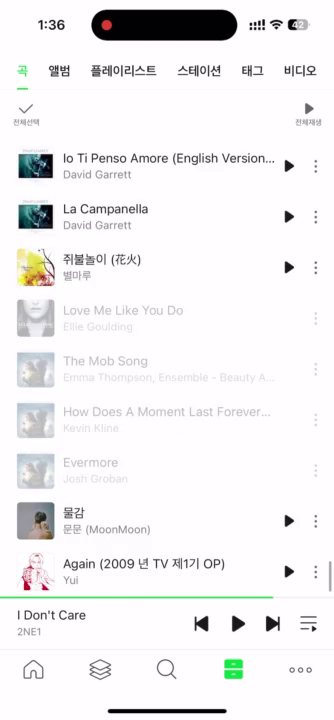 1:36
42
곡 앨범 플레이리스트 스테이션 태그 비디오
전체선택 전체재생
Io Ti Penso Amore (English Version...
David Garrett
La Campanella
David Garrett
쥐불놀이 (花火)
별마루
Love Me Like You Do
Ellie Goulding
The Mob Song
Emma Thompson, Ensemble - Beauty A...
How Does A Moment Last Forever...
Kevin Kline
Evermore
Josh Groban
물감
문문 (MoonMoon)
Again (2009 년 TV 제1기 OP)
Yui
I Don't Care
2NE1